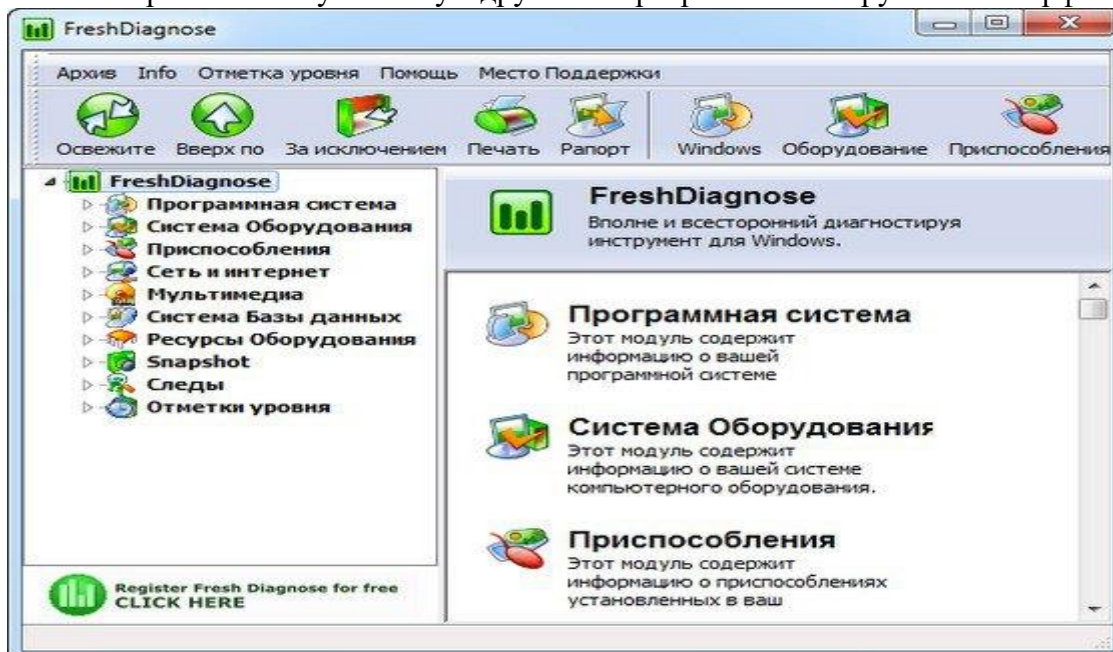 FreshDiagnose
Архив Info Отметка уровня Помощь Место Поддержки
Освежите Вверх по За исключением Печать Рапорт Windows Оборудование Приспособления
FreshDiagnose
Программная система
Система Оборудования
Приспособления
Сеть и интернет
Мультимедиа
Система Базы данных
Ресурсы Оборудования
Snapshot
Следы
Отметки уровня
Register Fresh Diagnose for free
CLICK HERE
FreshDiagnose
Вполне и всесторонний диагностируя
инструмент для Windows.
Программная система
Этот модуль содержит
информацию о вашей
программной системе
Система Оборудования
Этот модуль содержит
информацию о вашей системе
компьютерного оборудования.
Приспособления
Этот модуль содержит
информацию о приспособлениях
установленных в ваш